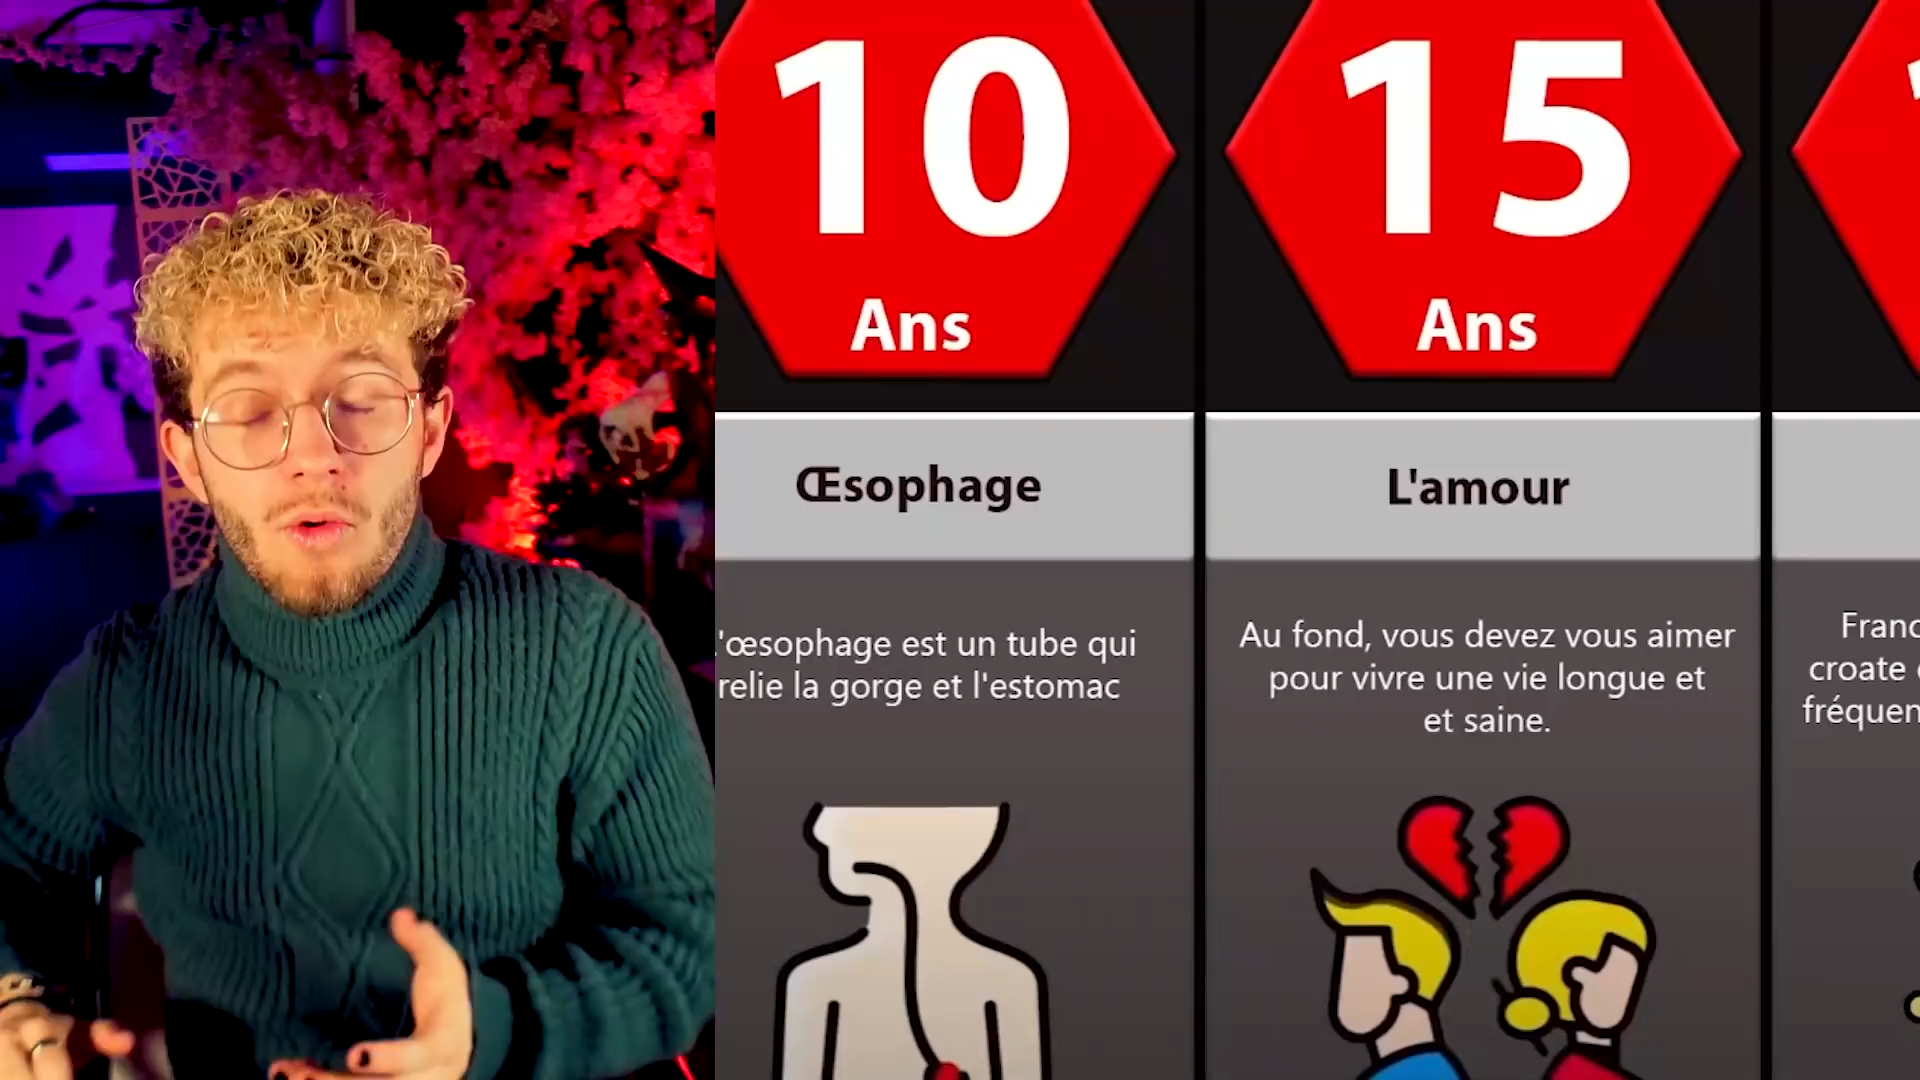 10
Ans
Œsophage
'œsophage est un tube qui
relie la gorge et l'estomac
15
Ans
L'amour
Au fond, vous devez vous aimer
pour vivre une vie longue et
et saine.
croate